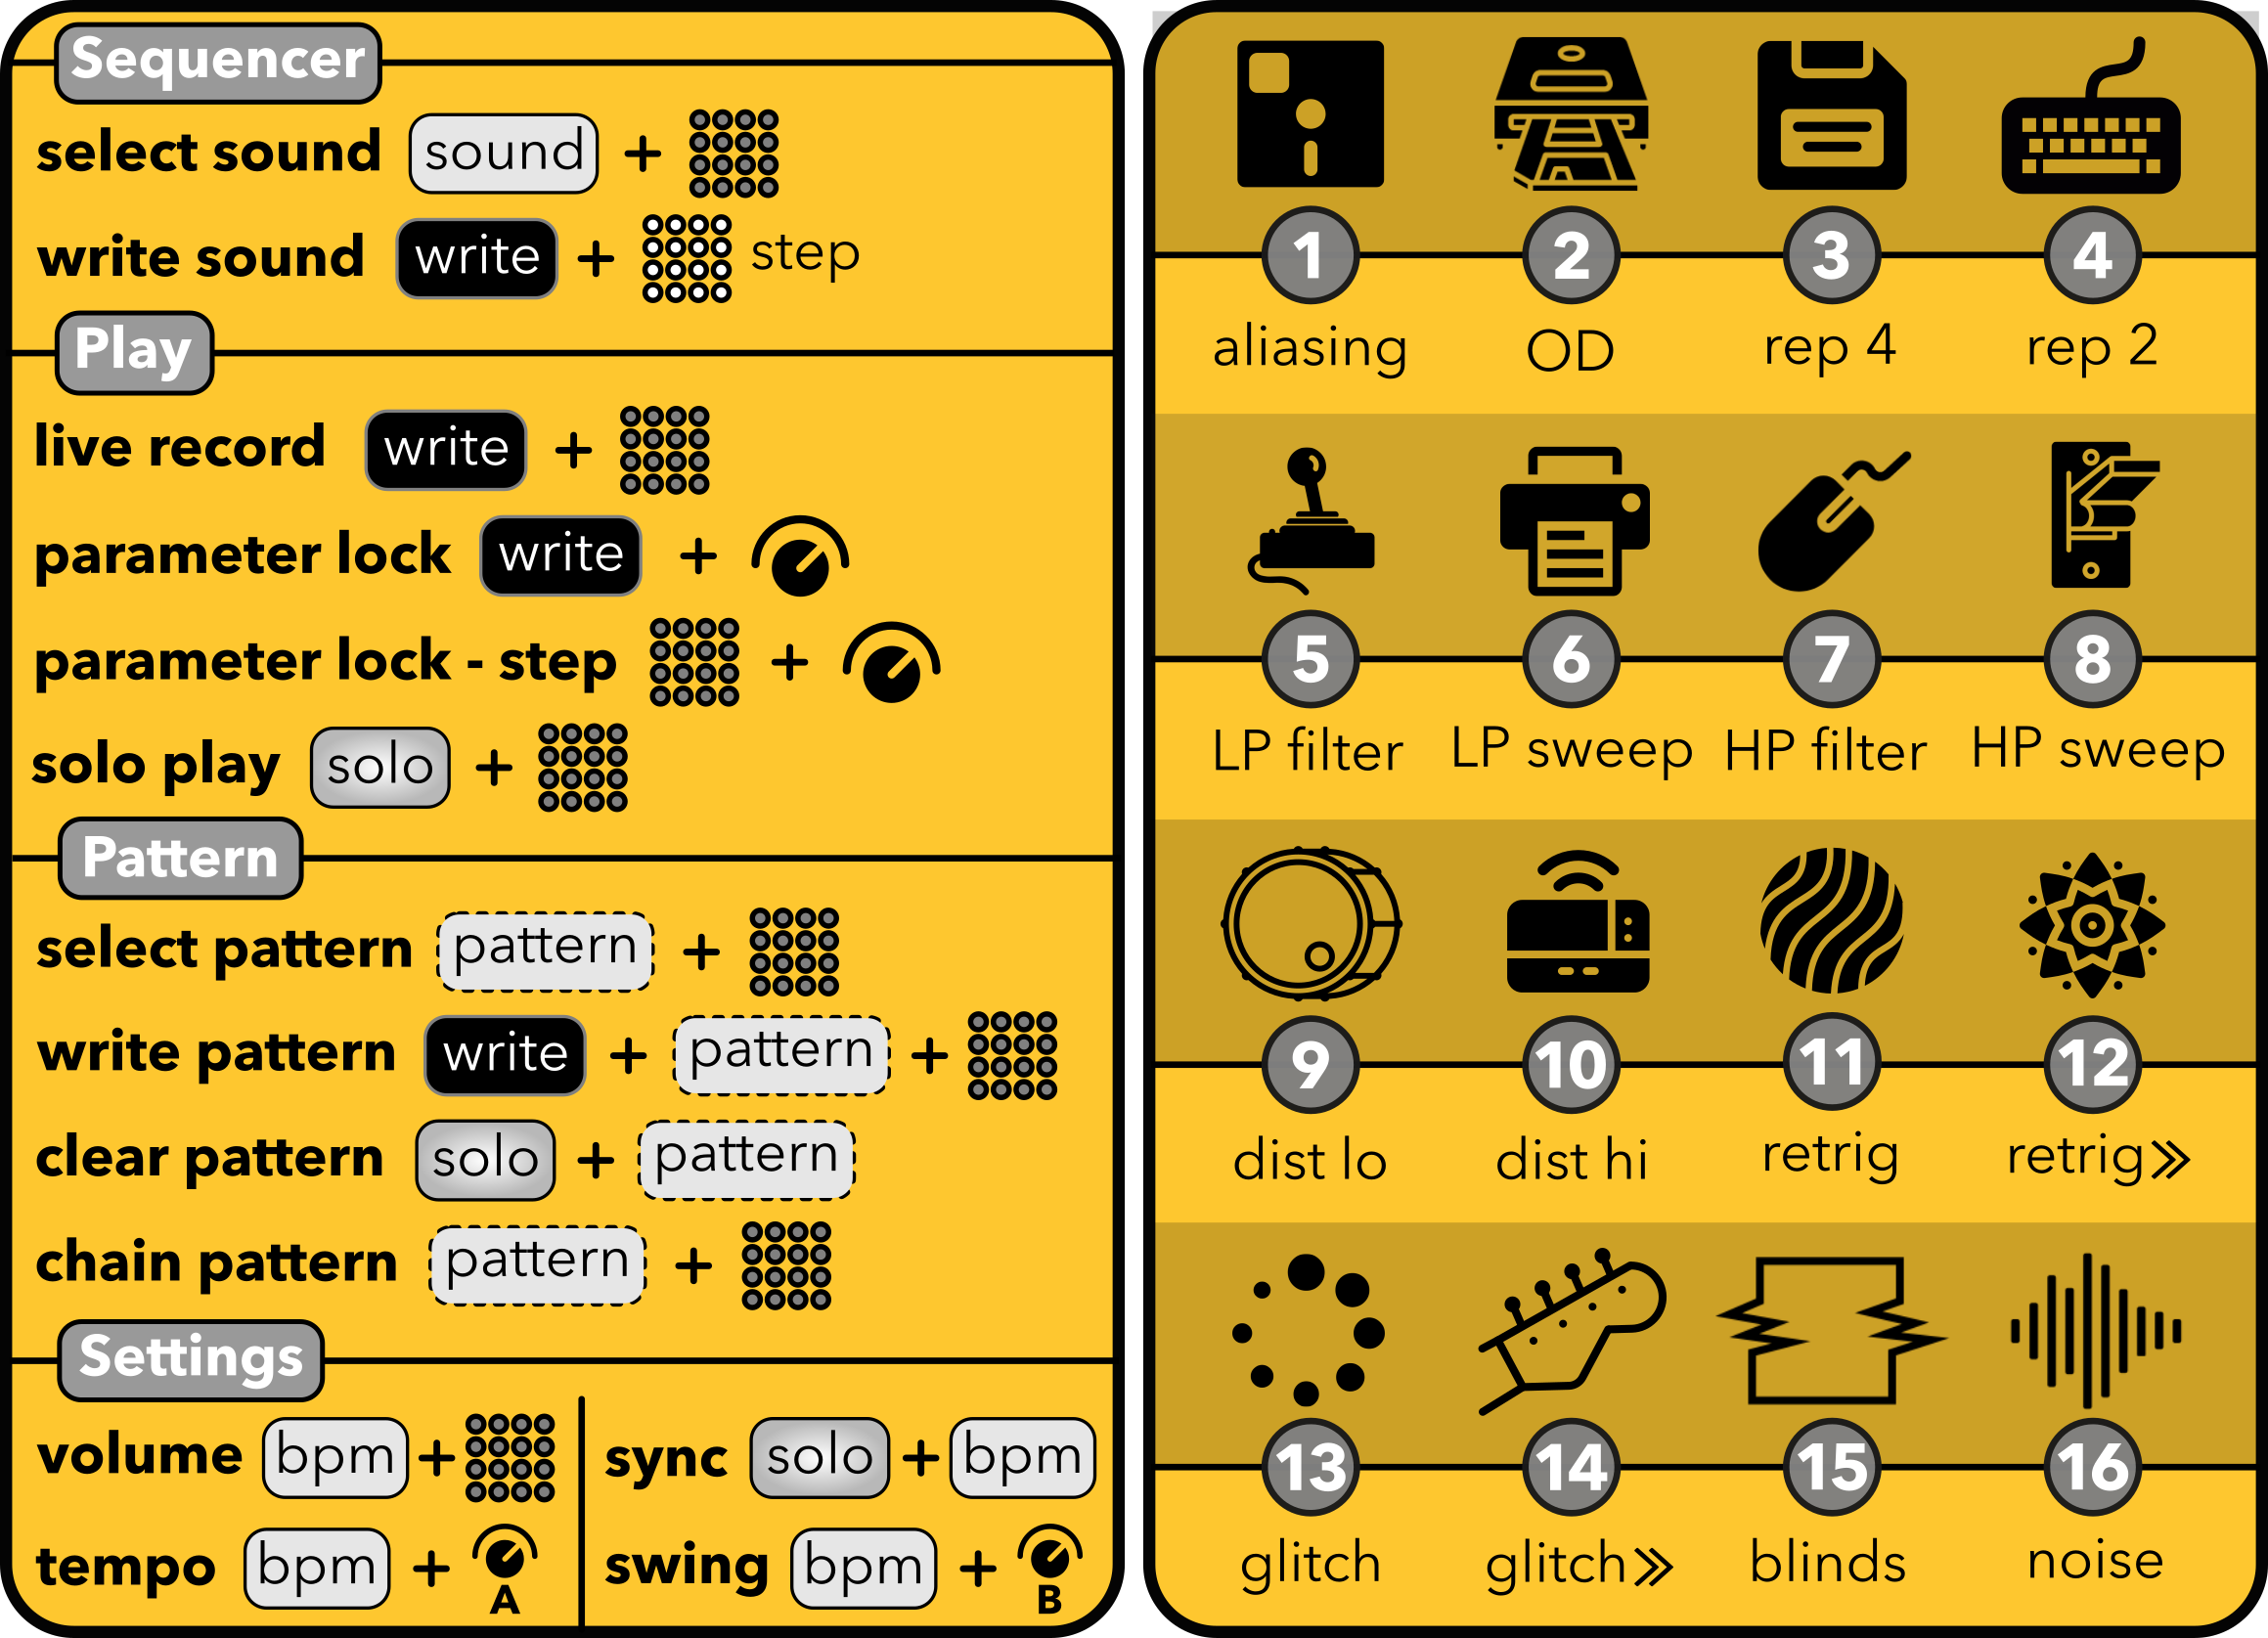 Sequencer
select sound sound +
write sound write + step
Play
live record write +
parameter lock write +
parameter lock - step +
solo play solo +
Pattern
select pattern pattern +
write pattern write + pattern +
clear pattern solo + pattern
chain pattern pattern +
Settings
volume bpm +
tempo bpm + A
sync solo + bpm
swing bpm + B
1 2 3 4
aliasing OD rep 4 rep 2
5 6 7 8
LP filter LP sweep HP filter HP sweep
9 10 11 12
dist lo dist hi retrig retrig»
13 14 15 16
glitch glitch» blinds noise